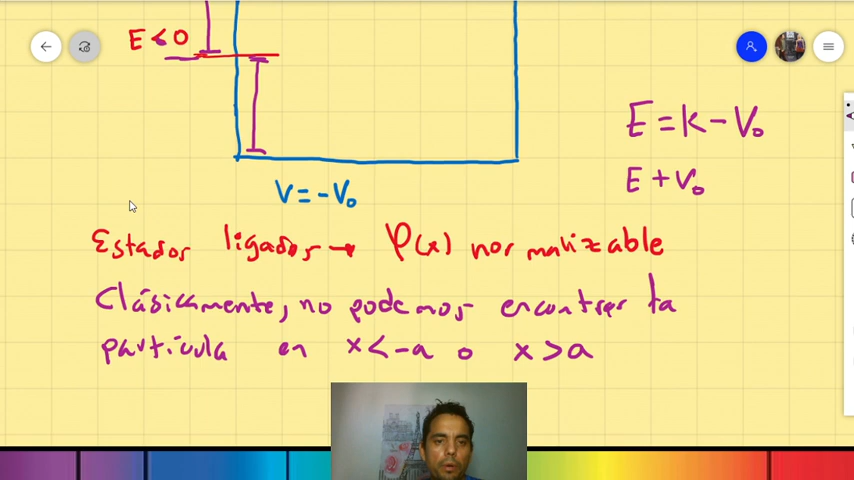 E < 0
E = K - V₀
E + V₀
V = -V₀
Estados ligados → φ(x) normalizable
Clásicamente, no podemos encontrar la
partícula en x < -a o x > a